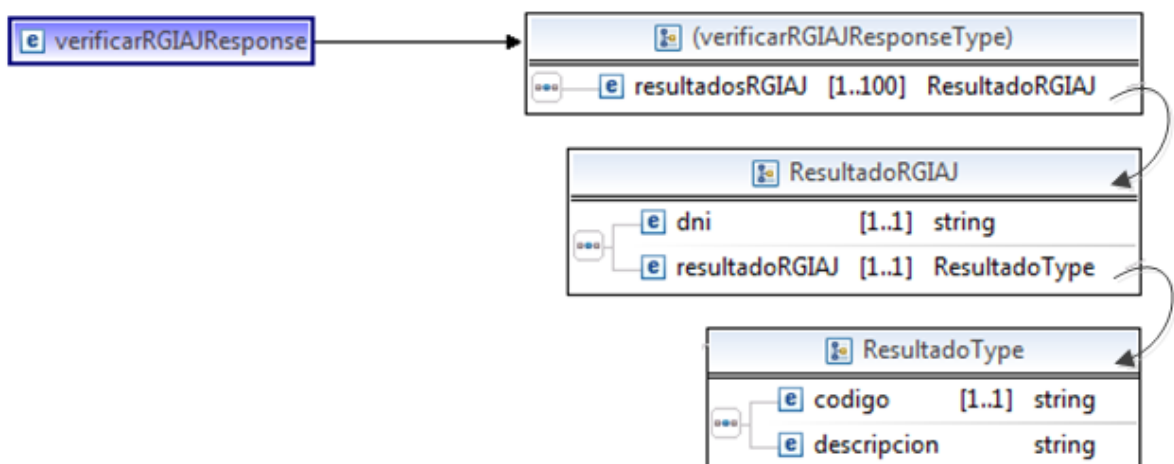 e verificarRGIAJResponse
(verificarRGIAJResponseType)
e resultadosRGIAJ [1..100] ResultadoRGIAJ
ResultadoRGIAJ
e dni [1..1] string
e resultadoRGIAJ [1..1] ResultadoType
ResultadoType
e codigo [1..1] string
e descripcion string